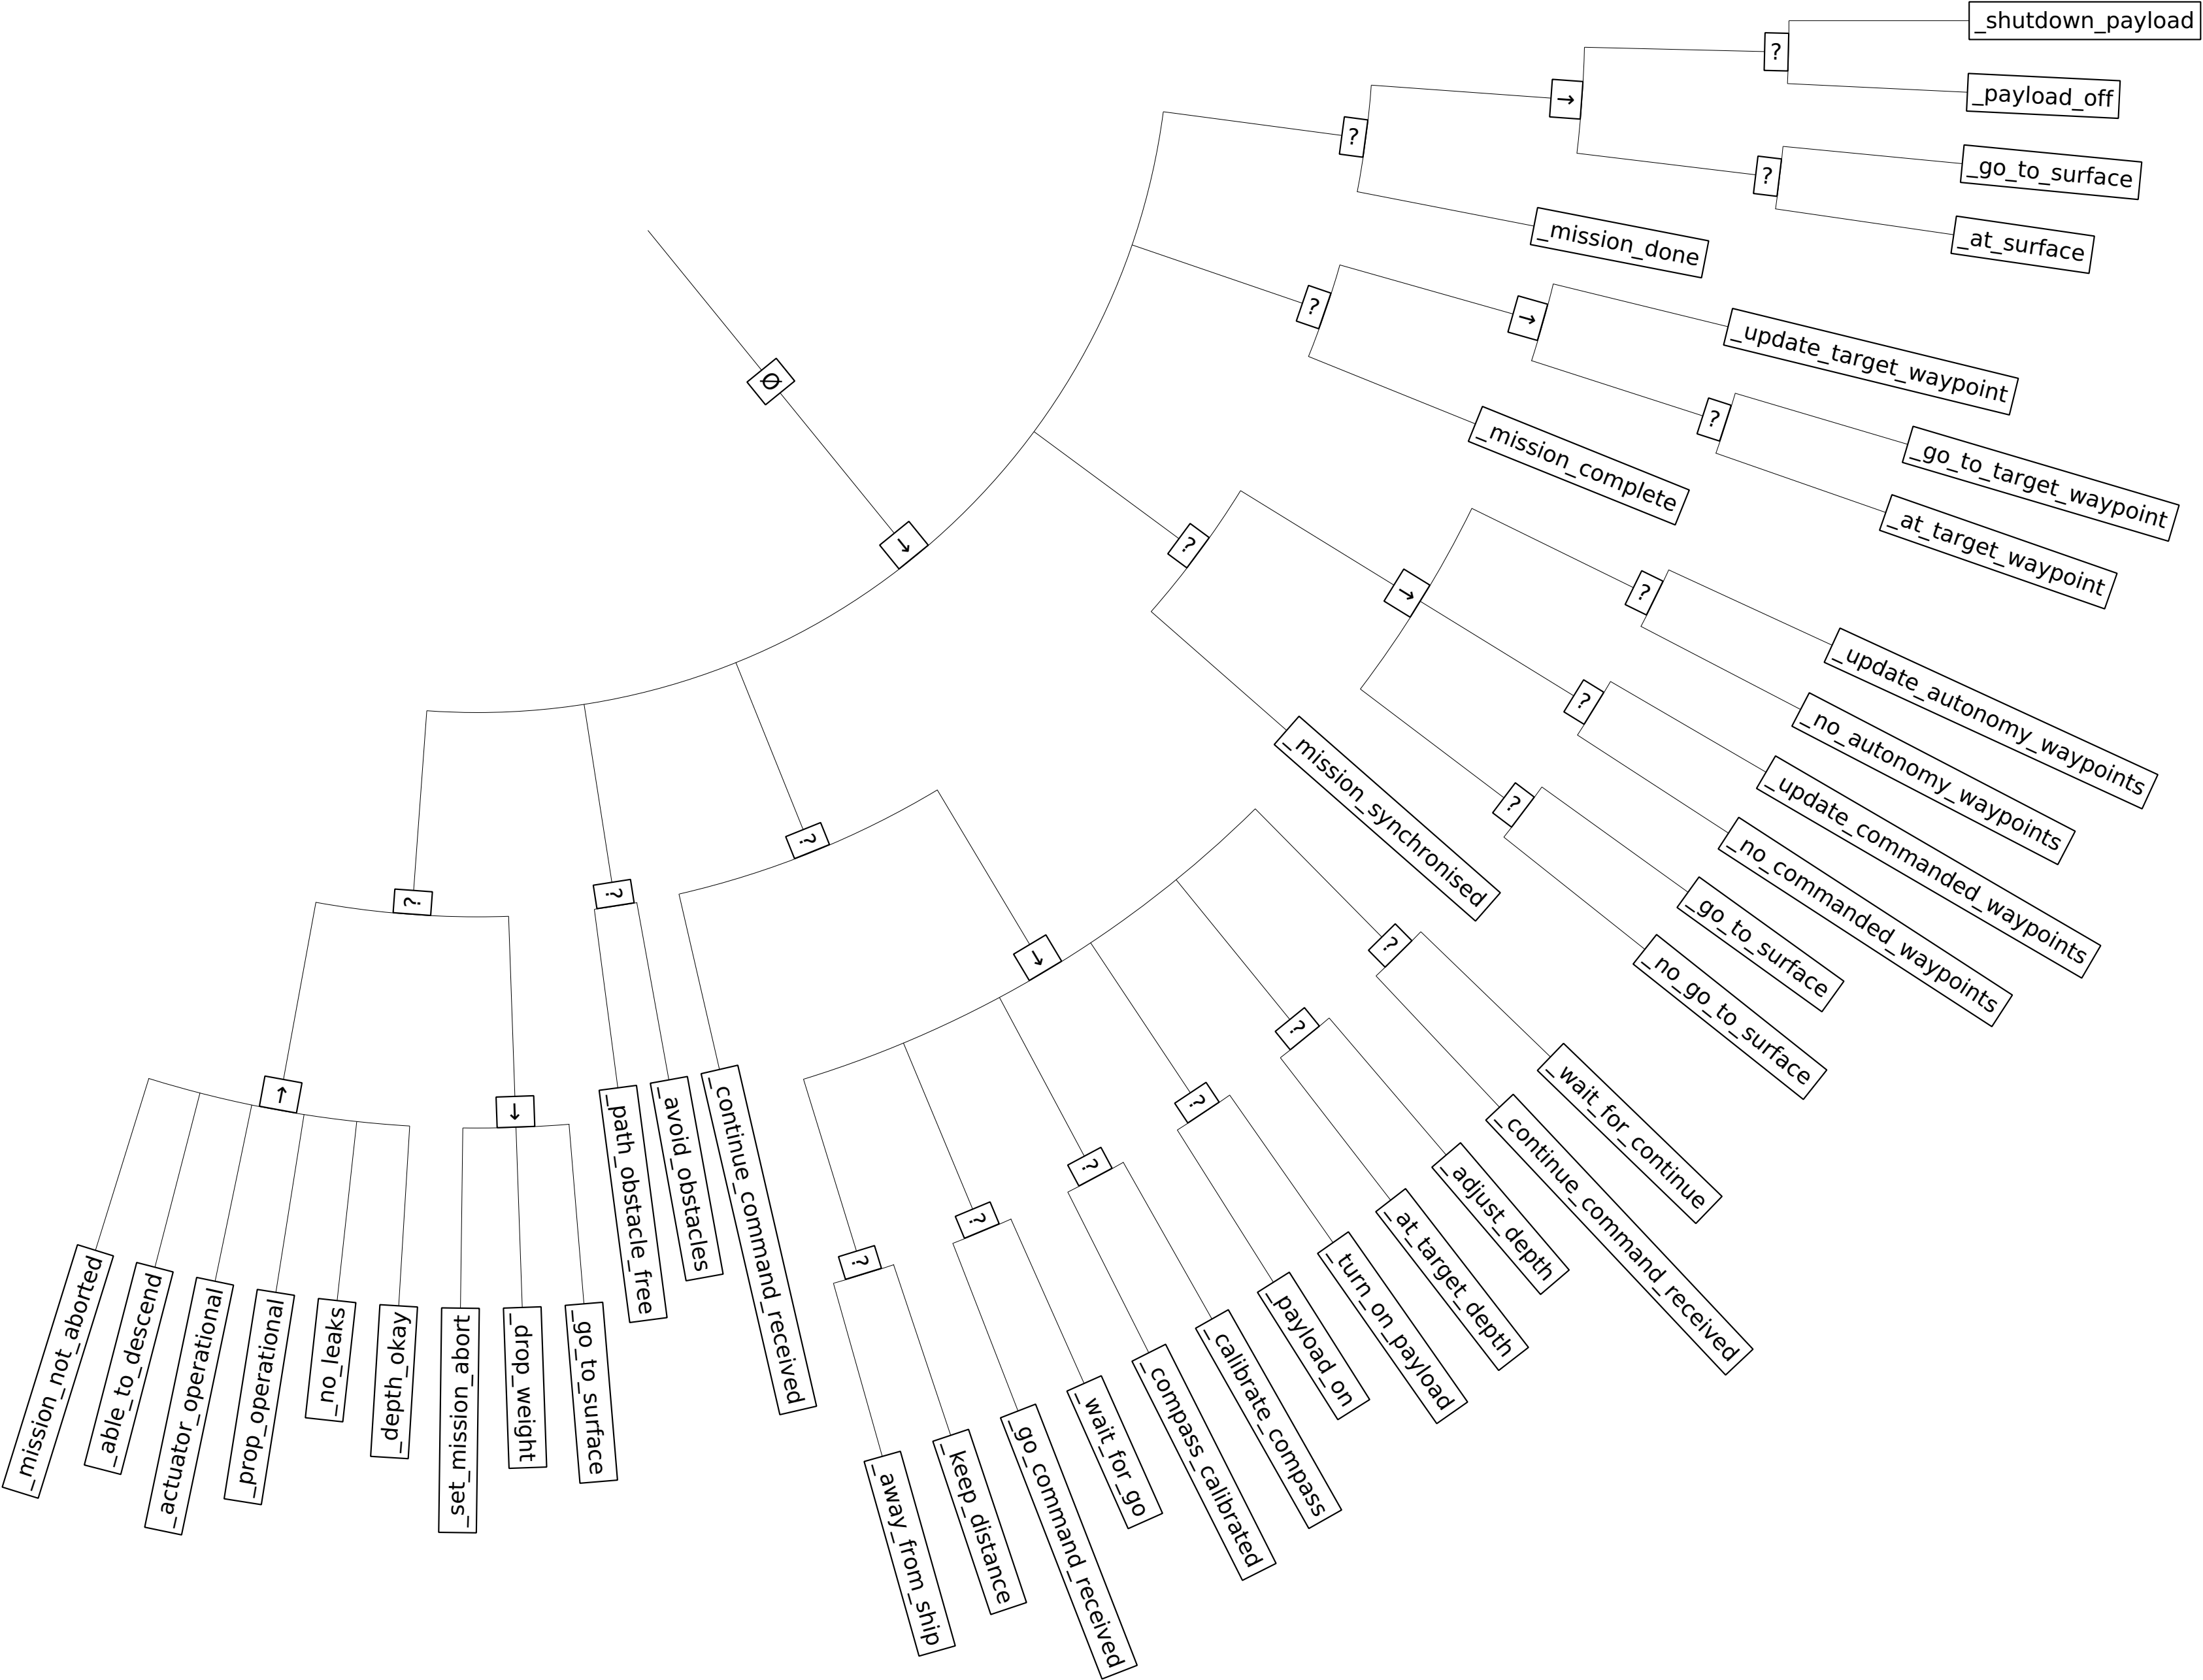 _shutdown_payload
?
_payload_off
→
?
_go_to_surface
?
_at_surface
_mission_done
?
→
_update_target_waypoint
?
_go_to_target_waypoint
_mission_complete
_at_target_waypoint
Ø
→
?
→
?
_update_autonomy_waypoints
_no_autonomy_waypoints
?
_update_commanded_waypoints
_no_commanded_waypoints
_mission_synchronised
?
_go_to_surface
_no_go_to_surface
?
→
?
_wait_for_continue
_continue_command_received
?
_adjust_depth
_at_target_depth
?
_turn_on_payload
_payload_on
?
_calibrate_compass
_compass_calibrated
?
_wait_for_go
_go_command_received
?
_keep_distance
_away_from_ship
_continue_command_received
?
_avoid_obstacles
_path_obstacle_free
?
→
_go_to_surface
_drop_weight
_set_mission_abort
→
_depth_okay
_no_leaks
_prop_operational
_actuator_operational
_able_to_descend
_mission_not_aborted